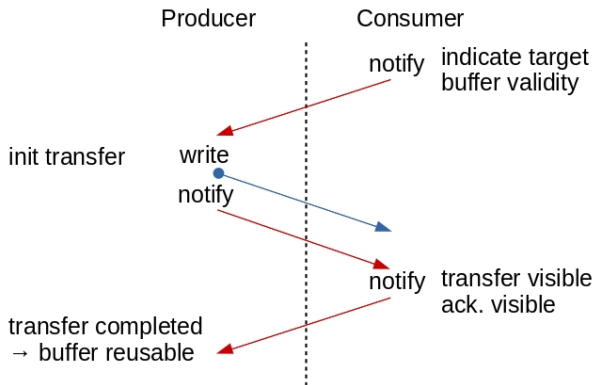 Producer
Consumer
notify
indicate target
buffer validity
init transfer
write
notify
notify
transfer visible
ack. visible
transfer completed
→ buffer reusable